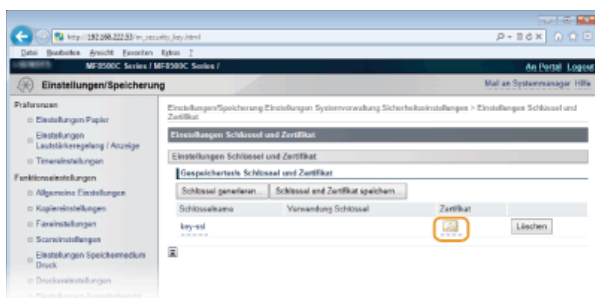 http://192.168.222.53/m_security_key.html
Datei Bearbeiten Ansicht Favoriten Extras ?
MF8500C Series / MF8500C Series /
An Portal Logout
Einstellungen/Speicherung
Mail an Systemmanager Hilfe
Präferenzen
Einstellungen Papier
Einstellungen
Lautstärkeregelung / Anzeige
Timereinstellungen
Funktionseinstellungen
Allgemeine Einstellungen
Kopiereinstellungen
Faxeinstellungen
Scaneinstellungen
Einstellungen Speichermedium
Druck
Druckereinstellungen
Einstellungen/Speicherung:Einstellungen Systemverwaltung:Sicherheitseinstellungen > Einstellungen Schlüssel und
Zertifikat
Einstellungen Schlüssel und Zertifikat
Einstellungen Schlüssel und Zertifikat
Gespeicherte/s Schlüssel und Zertifikat
Schlüssel generieren... Schlüssel und Zertifikat speichern...
Schlüsselname Verwendung Schlüssel Zertifikat
key-ssl Löschen